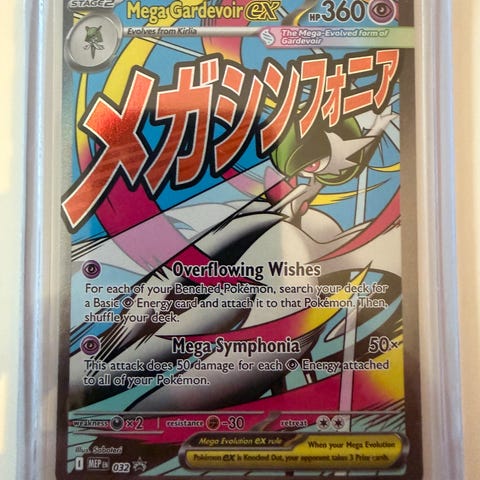 STAGE2
Mega Gardevoir ex
HP 360
Evolves from Kirlia
The Mega-Evolved form of
Gardevoir
メガシンフォニア
Overflowing Wishes
For each of your Benched Pokémon, search your deck for
a Basic Energy card and attach it to that Pokémon. Then,
shuffle your deck.
Mega Symphonia 50×
This attack does 50 damage for each Energy attached
to all of your Pokémon.
weakness ×2 resistance -30 retreat
Illus. Saboteri
MEP EN 032
Mega Evolution ex rule
When your Mega Evolution
Pokémon ex is Knocked Out, your opponent takes 3 Prize cards.